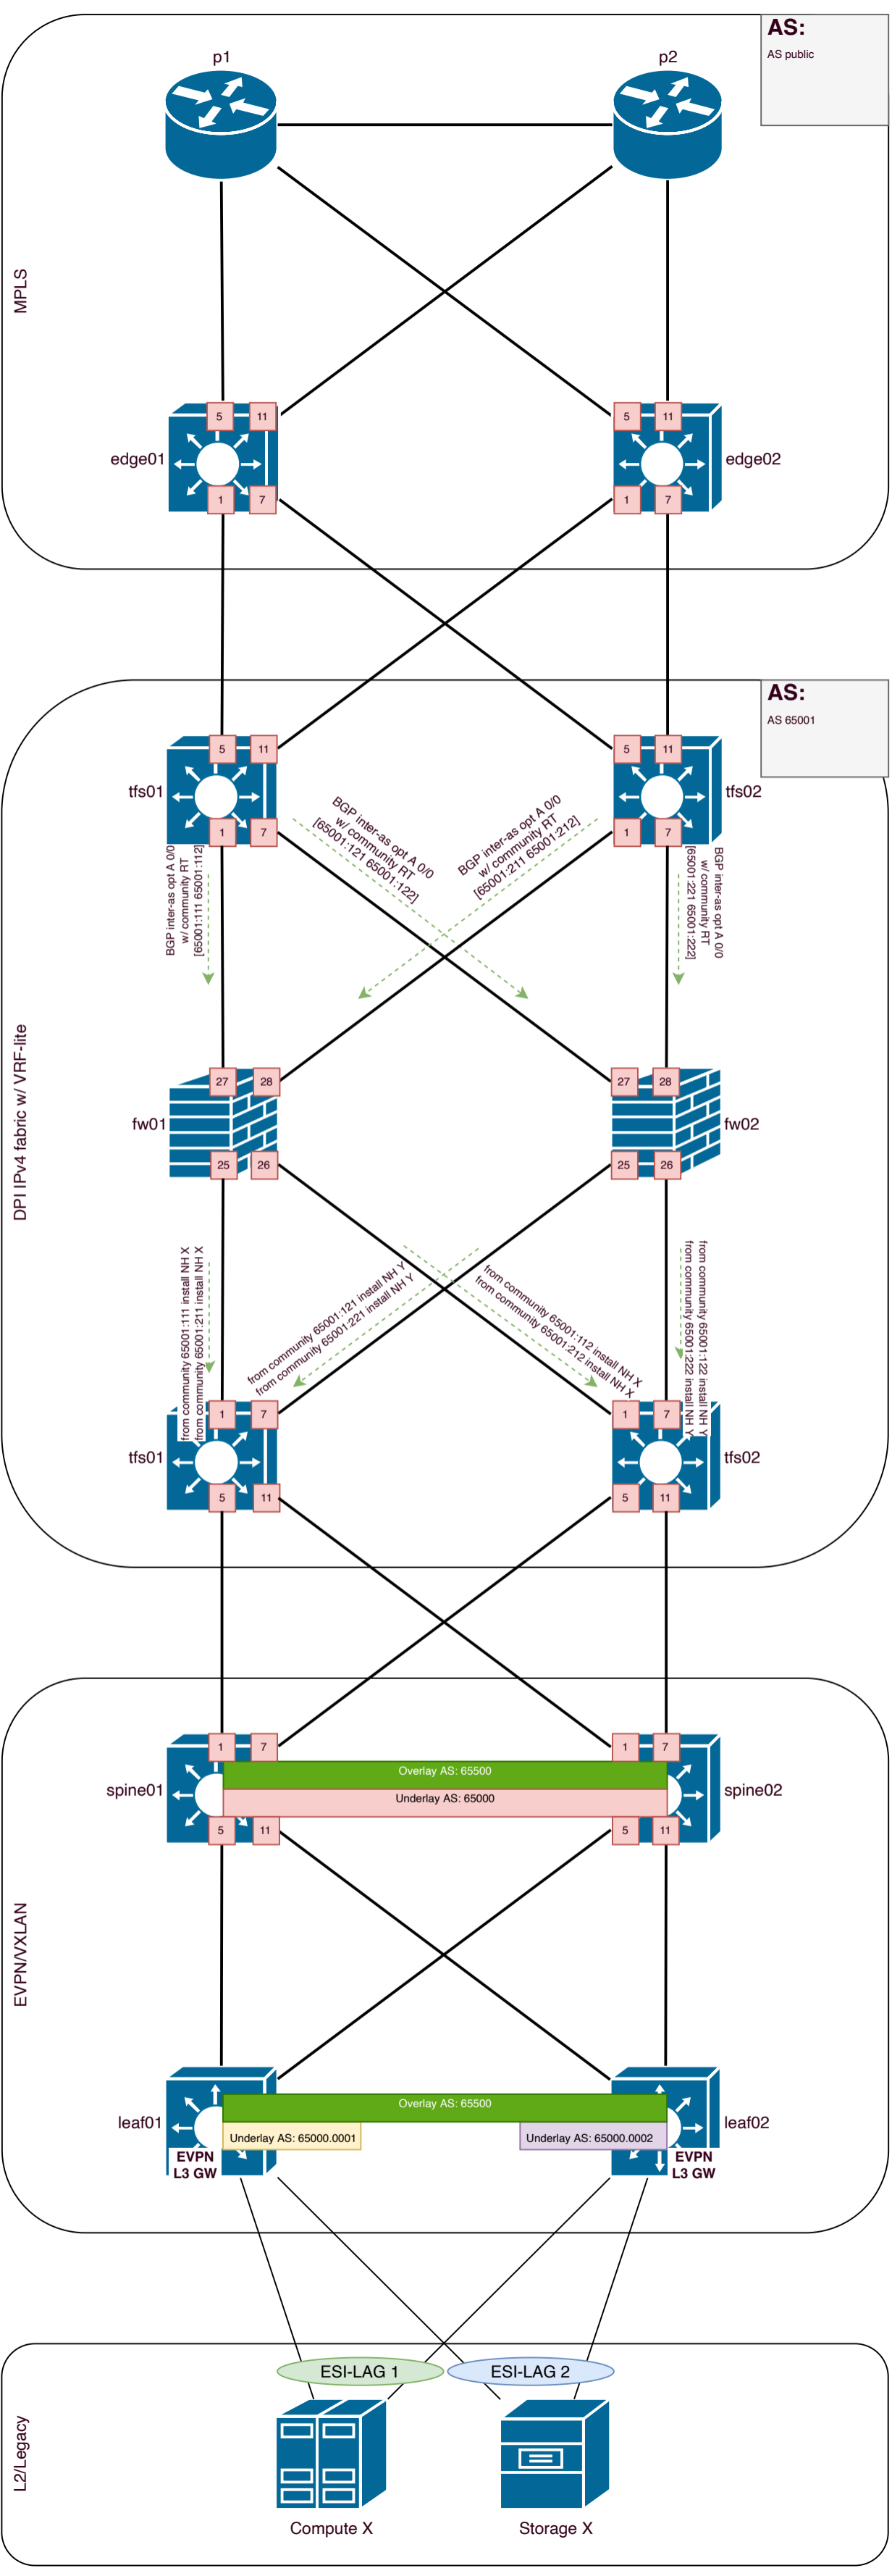 AS:
AS public
p1
p2
MPLS
5
11
5
11
edge01
edge02
1
7
1
7
AS:
AS 65001
5
11
5
11
tfs01
tfs02
1
7
1
7
BGP inter-as opt A 0/0
w/ community RT
[65001:111 65001:112]
BGP inter-as opt A 0/0
w/ community RT
[65001:121 65001:122]
BGP inter-as opt A 0/0
w/ community RT
[65001:211 65001:212]
BGP inter-as opt A 0/0
w/ community RT
[65001:221 65001:222]
DPI IPv4 fabric w/ VRF-lite
27
28
27
28
fw01
fw02
25
26
25
26
from community 65001:111 install NH X
from community 65001:211 install NH X
from community 65001:121 install NH Y
from community 65001:221 install NH Y
from community 65001:112 install NH X
from community 65001:212 install NH X
from community 65001:122 install NH Y
from community 65001:222 install NH Y
1
7
1
7
tfs01
tfs02
5
11
5
11
EVPN/VXLAN
1
7
1
7
Overlay AS: 65500
spine01
spine02
Underlay AS: 65000
5
11
5
11
Overlay AS: 65500
leaf01
leaf02
Underlay AS: 65000.0001
Underlay AS: 65000.0002
EVPN
L3 GW
EVPN
L3 GW
L2/Legacy
ESI-LAG 1
ESI-LAG 2
Compute X
Storage X